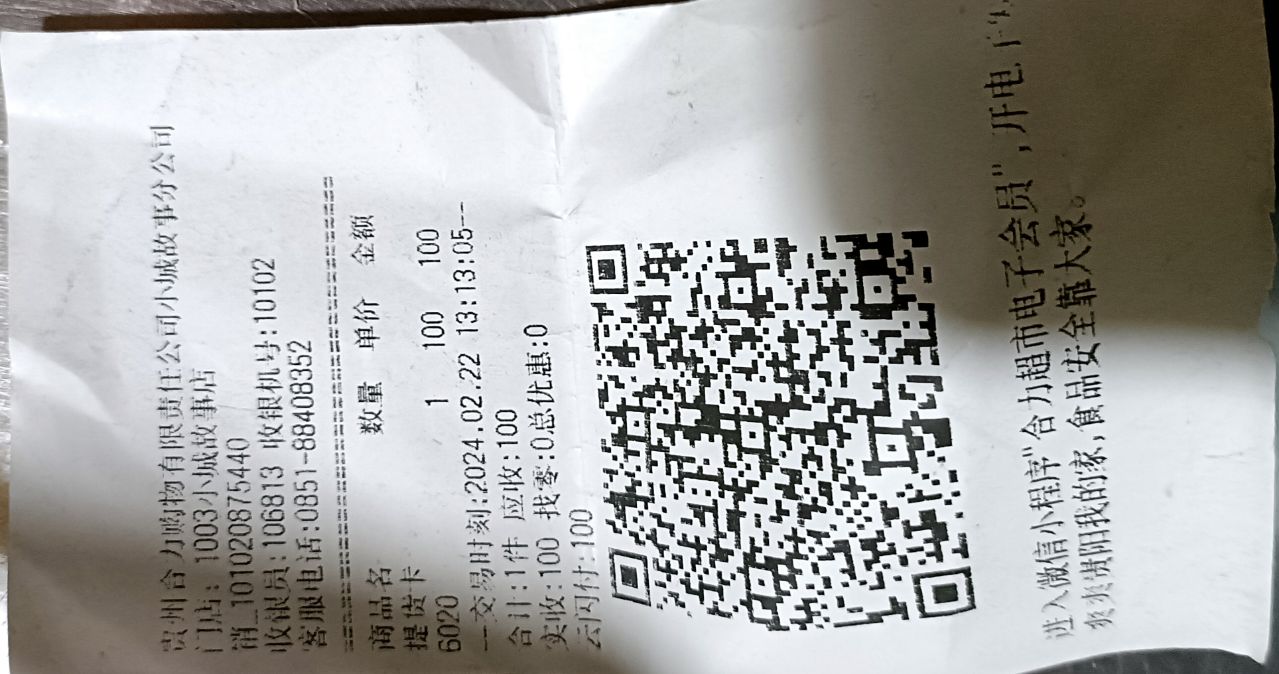 贵州合力购物有限责任公司小城故事分公司
门店: 1003小城故事店
销_1010208875440
收银员:106813 收银机号:10102
客服电话:0851-88408352
商品名 数量 单价 金额
提货卡
6020 1 100 100
--交易时刻:2024.02.22 13:13:05--
合计:1件 应收:100
实收:100 找零:0总优惠:0
云闪付:100
进入微信小程序"合力超市电子会员",开电子
爽爽贵阳我的家,食品安全靠大家。